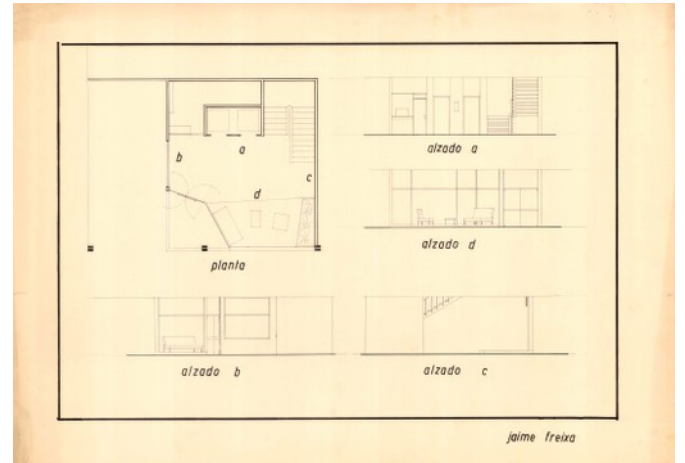 a
b
c
d
planta
alzado a
alzado d
alzado b
alzado c
jaime freixa